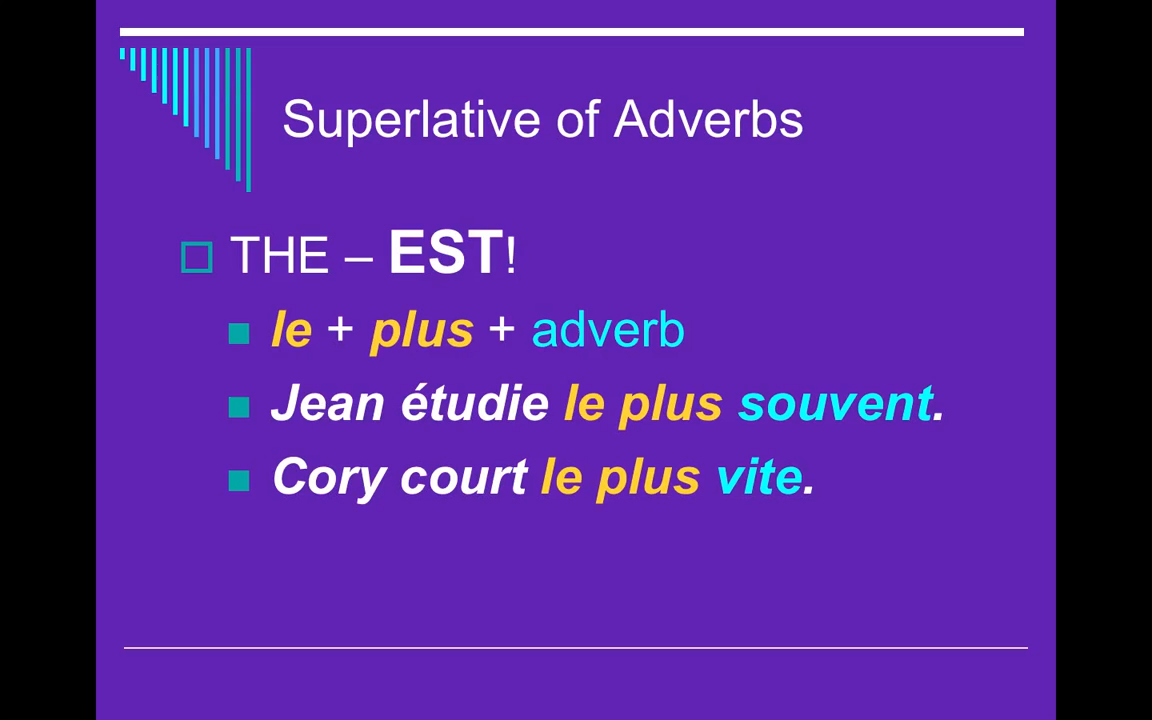 Superlative of Adverbs
THE – EST!
le + plus + adverb
Jean étudie le plus souvent.
Cory court le plus vite.